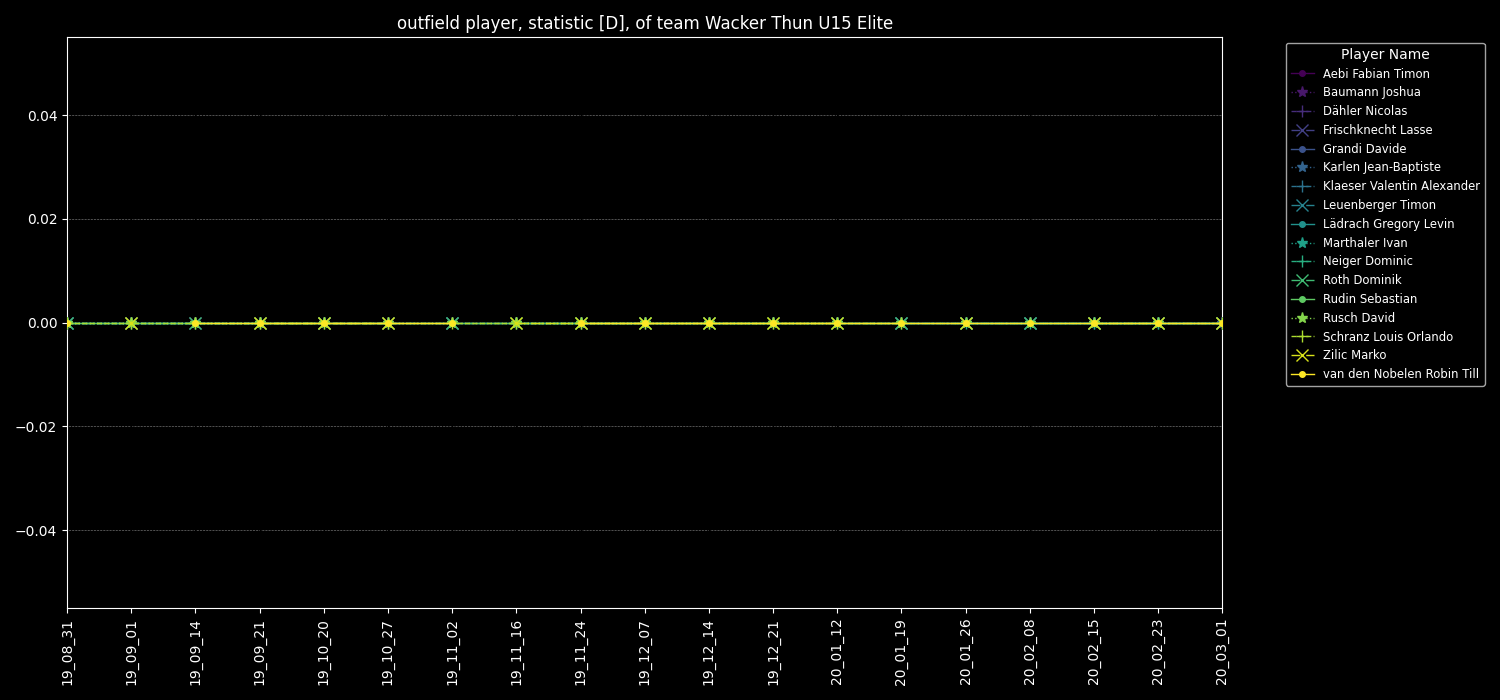 outfield player, statistic [D], of team Wacker Thun U15 Elite
Player Name
Aebi Fabian Timon
Baumann Joshua
Dähler Nicolas
Frischknecht Lasse
Grandi Davide
Karlen Jean-Baptiste
Klaeser Valentin Alexander
Leuenberger Timon
Lädrach Gregory Levin
Marthaler Ivan
Neiger Dominic
Roth Dominik
Rudin Sebastian
Rusch David
Schranz Louis Orlando
Zilic Marko
van den Nobelen Robin Till
0.04
0.02
0.00
−0.02
−0.04
19_08_31
19_09_01
19_09_14
19_09_21
19_10_20
19_10_27
19_11_02
19_11_16
19_11_24
19_12_07
19_12_14
19_12_21
20_01_12
20_01_19
20_01_26
20_02_08
20_02_15
20_02_23
20_03_01